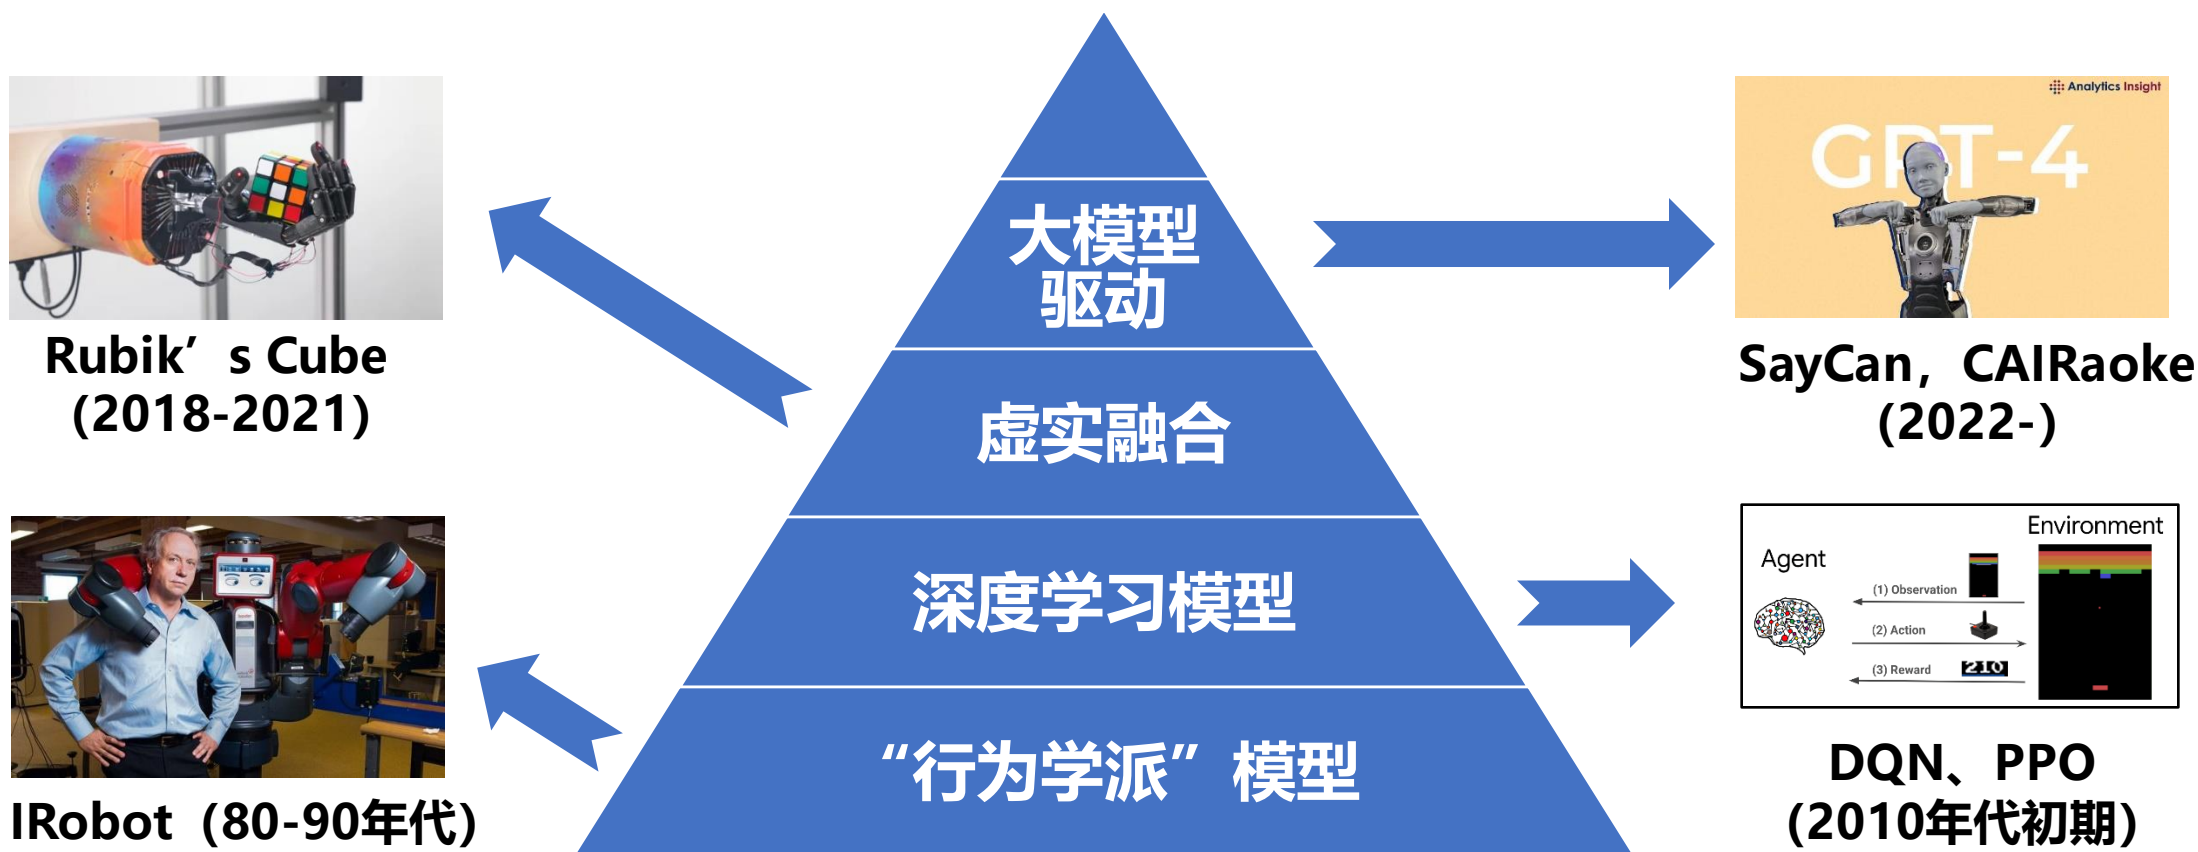 Analytics Insight
GPT-4
Rubik’s Cube
(2018-2021)
大模型
驱动
SayCan，CAIRaoke
(2022-)
虚实融合
深度学习模型
Environment
Agent
(1) Observation
(2) Action
(3) Reward
210
“行为学派”模型
IRobot（80-90年代）
DQN、PPO
（2010年代初期）